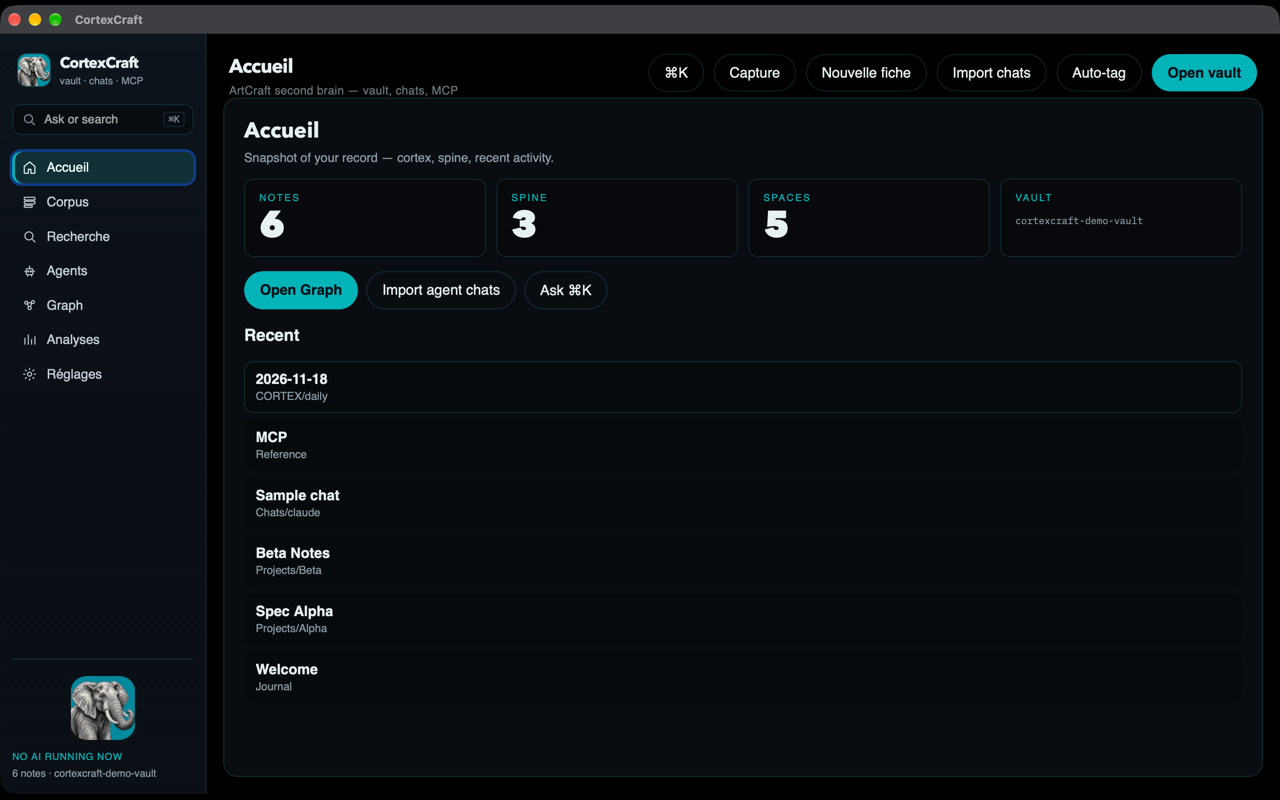 CortexCraft
CortexCraft
vault · chats · MCP
Ask or search ⌘K
Accueil
Corpus
Recherche
Agents
Graph
Analyses
Réglages
NO AI RUNNING NOW
6 notes · cortexcraft-demo-vault
Accueil
ArtCraft second brain — vault, chats, MCP
⌘K Capture Nouvelle fiche Import chats Auto-tag Open vault
Accueil
Snapshot of your record — cortex, spine, recent activity.
NOTES
6
SPINE
3
SPACES
5
VAULT
cortexcraft-demo-vault
Open Graph Import agent chats Ask ⌘K
Recent
2026-11-18
CORTEX/daily
MCP
Reference
Sample chat
Chats/claude
Beta Notes
Projects/Beta
Spec Alpha
Projects/Alpha
Welcome
Journal